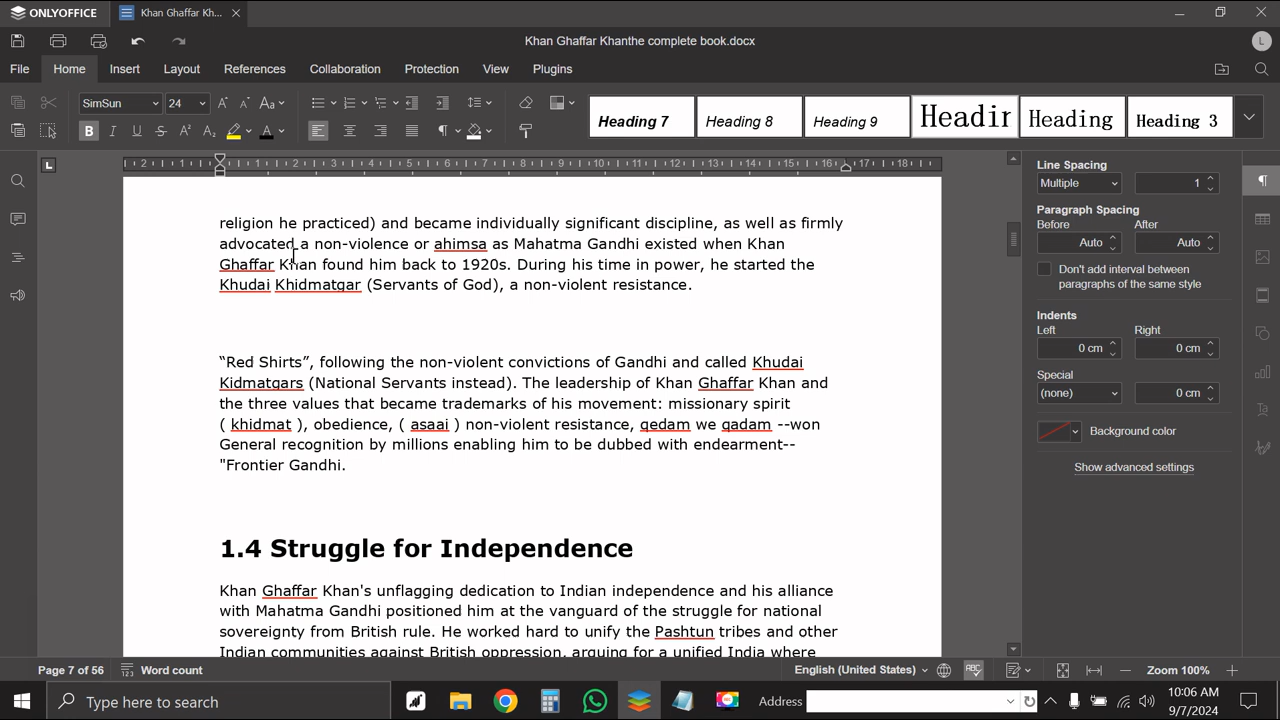 ONLYOFFICE
Khan Ghaffar Kh...
Khan Ghaffar Khanthe complete book.docx
L
File Home Insert Layout References Collaboration Protection View Plugins
SimSun 24
Heading 7 Heading 8 Heading 9 Headir Heading Heading 3
religion he practiced) and became individually significant discipline, as well as firmly
advocated a non-violence or ahimsa as Mahatma Gandhi existed when Khan
Ghaffar Khan found him back to 1920s. During his time in power, he started the
Khudai Khidmatgar (Servants of God), a non-violent resistance.
“Red Shirts”, following the non-violent convictions of Gandhi and called Khudai
Kidmatgars (National Servants instead). The leadership of Khan Ghaffar Khan and
the three values that became trademarks of his movement: missionary spirit
( khidmat ), obedience, ( asaai ) non-violent resistance, qedam we qadam --won
General recognition by millions enabling him to be dubbed with endearment--
"Frontier Gandhi.
1.4 Struggle for Independence
Khan Ghaffar Khan's unflagging dedication to Indian independence and his alliance
with Mahatma Gandhi positioned him at the vanguard of the struggle for national
sovereignty from British rule. He worked hard to unify the Pashtun tribes and other
Indian communities against British oppression, arguing for a unified India where
Line Spacing
Multiple 1
Paragraph Spacing
Before After
Auto Auto
Don't add interval between
paragraphs of the same style
Indents
Left Right
0 cm 0 cm
Special
(none) 0 cm
Background color
Show advanced settings
Page 7 of 56 Word count English (United States) Zoom 100%
Type here to search Address 10:06 AM
9/7/2024